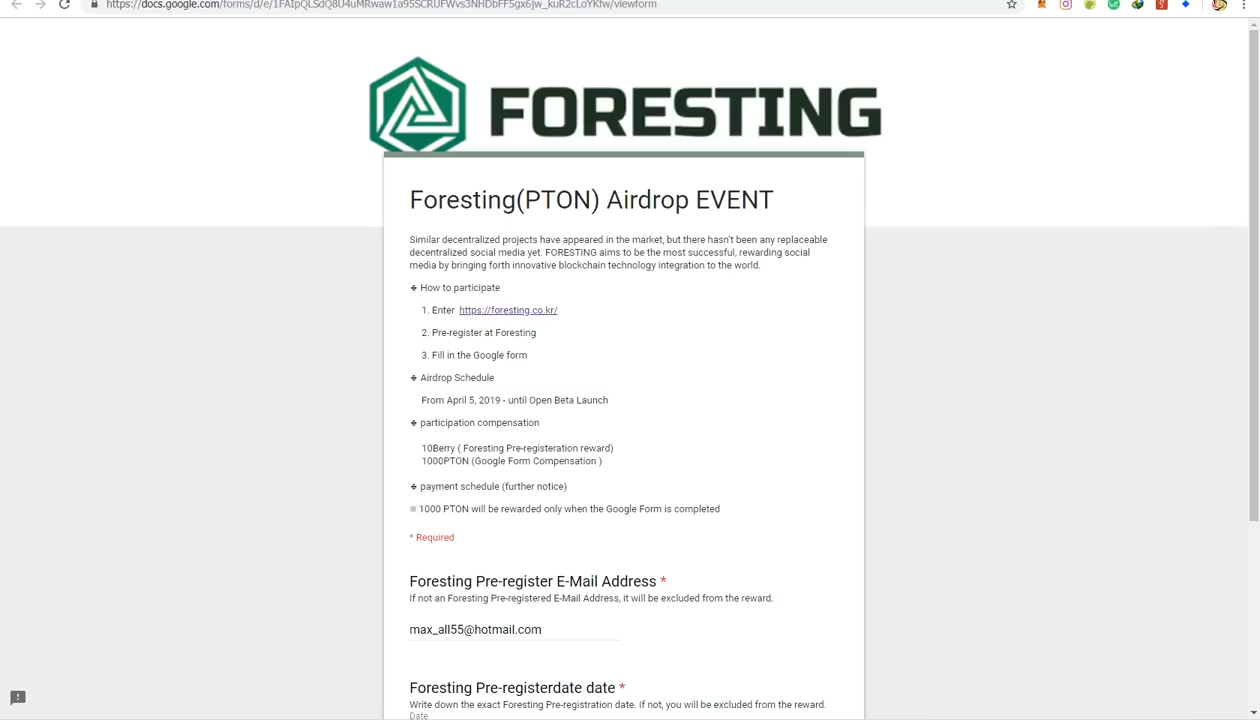 https://docs.google.com/forms/d/e/1FAIpQLSdQ8U4uMRwaw1a95SCRUFWvs3NHDbFF5gx6jw_kuR2cLoYKfw/viewform
FORESTING
Foresting(PTON) Airdrop EVENT
Similar decentralized projects have appeared in the market, but there hasn't been any replaceable
decentralized social media yet. FORESTING aims to be the most successful, rewarding social
media by bringing forth innovative blockchain technology integration to the world.
♣ How to participate
1. Enter https://foresting.co.kr/
2. Pre-register at Foresting
3. Fill in the Google form
♣ Airdrop Schedule
From April 5, 2019 - until Open Beta Launch
♣ participation compensation
10Berry ( Foresting Pre-registeration reward)
1000PTON (Google Form Compensation )
♣ payment schedule (further notice)
※ 1000 PTON will be rewarded only when the Google Form is completed
* Required
Foresting Pre-register E-Mail Address *
If not an Foresting Pre-registered E-Mail Address, it will be excluded from the reward.
max_all55@hotmail.com
Foresting Pre-registerdate date *
Write down the exact Foresting Pre-registration date. if not, you will be excluded from the reward.
Date